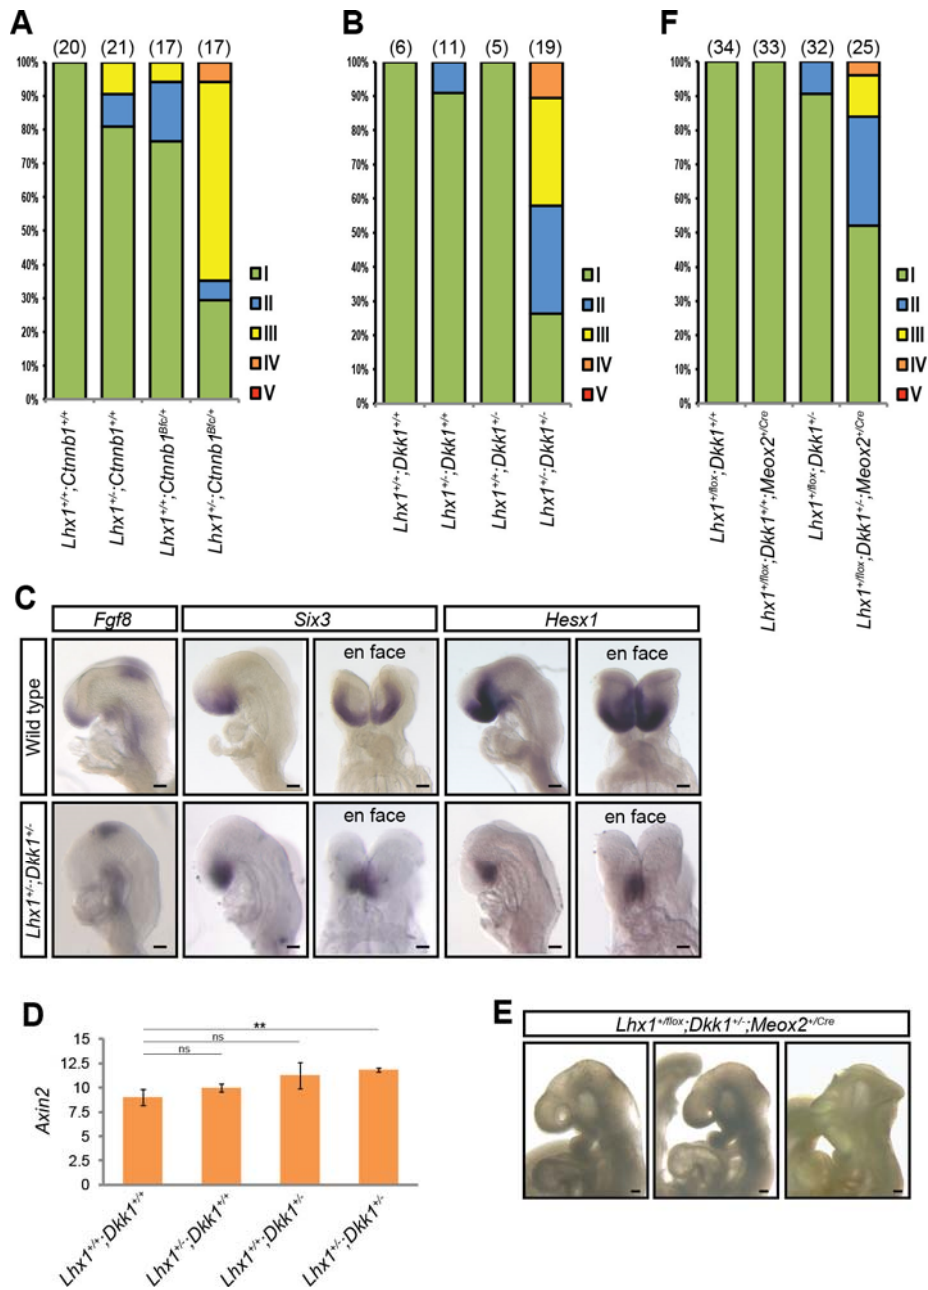 A
(20) (21) (17) (17)
100%
90%
80%
70%
60%
50%
40%
30%
20%
10%
0%
I
II
III
IV
V
Lhx1+/+;Ctnnb1+/+
Lhx1+/-;Ctnnb1+/+
Lhx1+/+;Ctnnb1Bfc/+
Lhx1+/-;Ctnnb1Bfc/+
B
(6) (11) (5) (19)
100%
90%
80%
70%
60%
50%
40%
30%
20%
10%
0%
I
II
III
IV
V
Lhx1+/+;Dkk1+/+
Lhx1+/-;Dkk1+/+
Lhx1+/+;Dkk1+/-
Lhx1+/-;Dkk1+/-
F
(34) (33) (32) (25)
100%
90%
80%
70%
60%
50%
40%
30%
20%
10%
0%
I
II
III
IV
V
Lhx1+/flox;Dkk1+/+
Lhx1+/flox;Dkk1+/+;Meox2+/Cre
Lhx1+/flox;Dkk1+/-
Lhx1+/flox;Dkk1+/-;Meox2+/Cre
C
Fgf8 Six3 Hesx1
Wild type
en face
en face
Lhx1+/-;Dkk1+/-
en face
en face
D
Axin2
15
12.5
10
7.5
5
2.5
0
**
ns
ns
Lhx1+/+;Dkk1+/+
Lhx1+/-;Dkk1+/+
Lhx1+/+;Dkk1+/-
Lhx1+/-;Dkk1+/-
E
Lhx1+/flox;Dkk1+/-;Meox2+/Cre